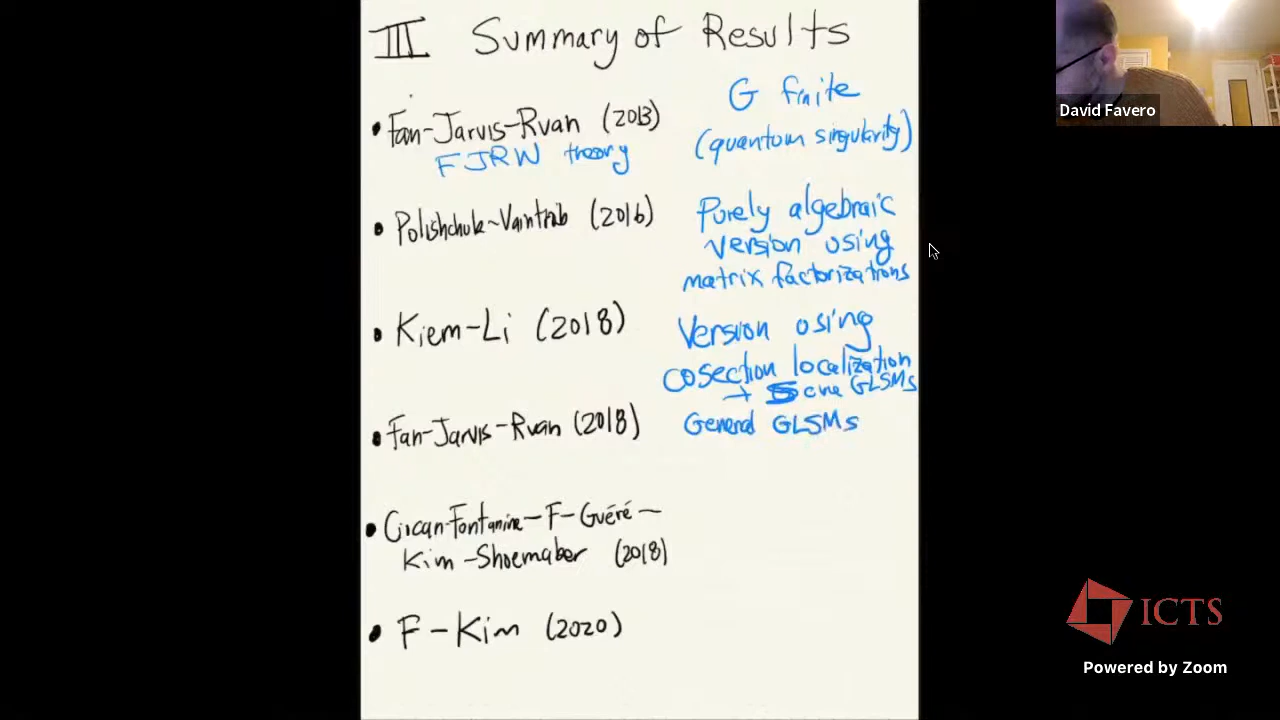 III Summary of Results
• Fan-Jarvis-Ruan (2013) G finite
FJRW theory (quantum singularity)
• Polishchuk-Vaintrob (2016) Purely algebraic
version using
matrix factorizations
• Kiem-Li (2018) Version using
cosection localization
→ some GLSMs
• Fan-Jarvis-Ruan (2018) General GLSMs
• Ciocan-Fontanine-F-Guéré-
Kim-Shoemaker (2018)
• F-Kim (2020)
David Favero
ICTS
Powered by Zoom